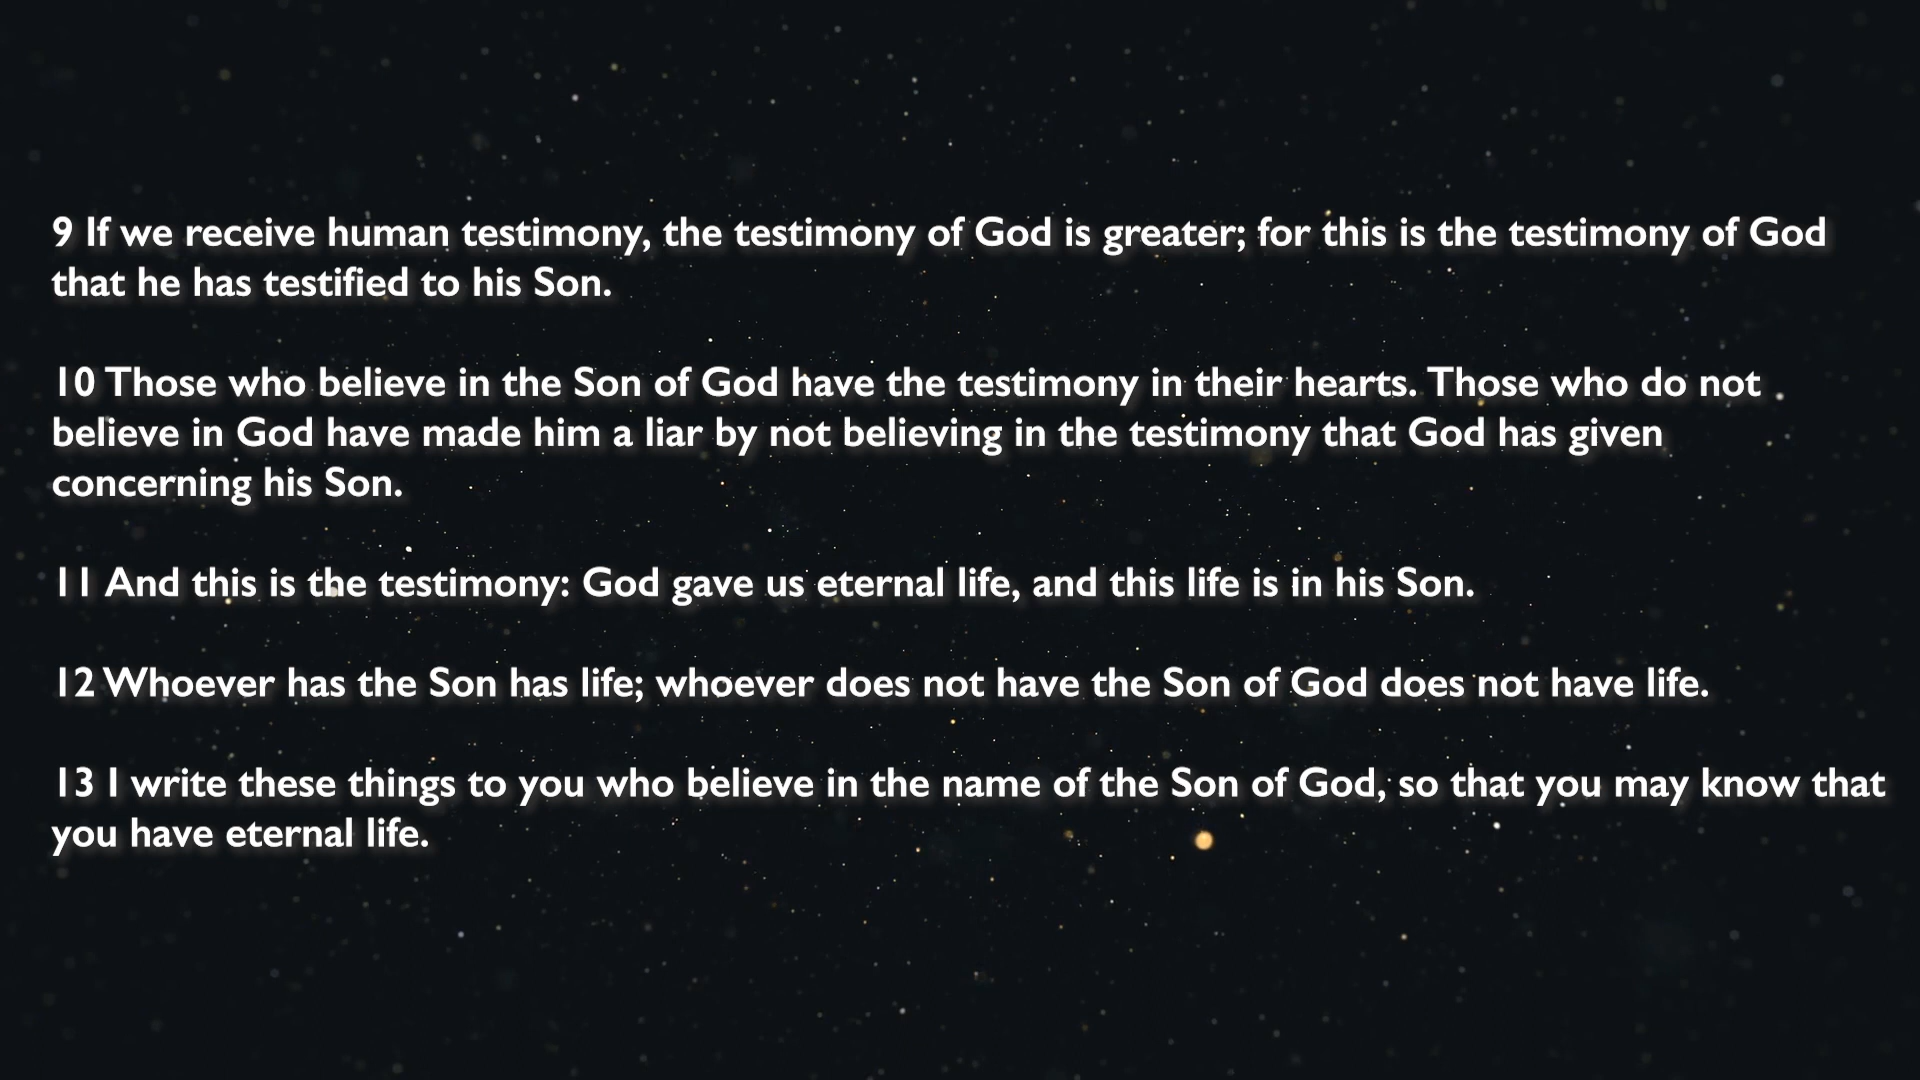 9 If we receive human testimony, the testimony of God is greater; for this is the testimony of God
that he has testified to his Son.
10 Those who believe in the Son of God have the testimony in their hearts. Those who do not
believe in God have made him a liar by not believing in the testimony that God has given
concerning his Son.
11 And this is the testimony: God gave us eternal life, and this life is in his Son.
12 Whoever has the Son has life; whoever does not have the Son of God does not have life.
13 I write these things to you who believe in the name of the Son of God, so that you may know that
you have eternal life.